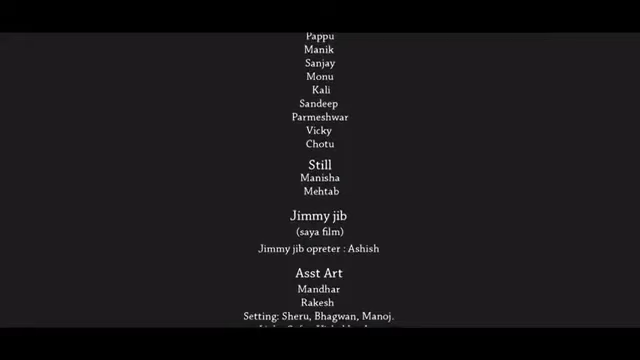 Pappu
Manik
Sanjay
Monu
Kali
Sandeep
Parmeshwar
Vicky
Chotu
Still
Manisha
Mehtab
Jimmy jib
(saya film)
Jimmy jib opreter : Ashish
Asst Art
Mandhar
Rakesh
Setting: Sheru, Bhagwan, Manoj.